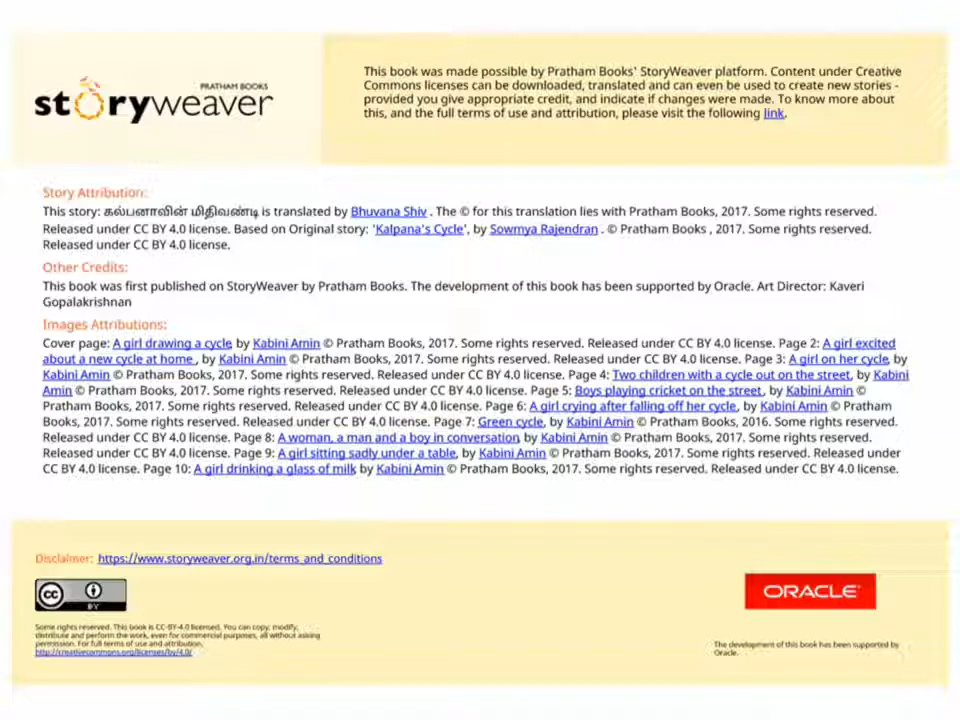 PRATHAM BOOKS
storyweaver
This book was made possible by Pratham Books' StoryWeaver platform. Content under Creative
Commons licenses can be downloaded, translated and can even be used to create new stories -
provided you give appropriate credit, and indicate if changes were made. To know more about
this, and the full terms of use and attribution, please visit the following link.
Story Attribution:
This story: கல்பனாவின் மிதிவண்டி is translated by Bhuvana Shiv . The © for this translation lies with Pratham Books, 2017. Some rights reserved.
Released under CC BY 4.0 license. Based on Original story: 'Kalpana's Cycle', by Sowmya Rajendran . © Pratham Books , 2017. Some rights reserved.
Released under CC BY 4.0 license.
Other Credits:
This book was first published on StoryWeaver by Pratham Books. The development of this book has been supported by Oracle. Art Director: Kaveri
Gopalakrishnan
Images Attributions:
Cover page: A girl drawing a cycle, by Kabini Amin © Pratham Books, 2017. Some rights reserved. Released under CC BY 4.0 license. Page 2: A girl excited
about a new cycle at home , by Kabini Amin © Pratham Books, 2017. Some rights reserved. Released under CC BY 4.0 license. Page 3: A girl on her cycle, by
Kabini Amin © Pratham Books, 2017. Some rights reserved. Released under CC BY 4.0 license. Page 4: Two children with a cycle out on the street, by Kabini
Amin © Pratham Books, 2017. Some rights reserved. Released under CC BY 4.0 license. Page 5: Boys playing cricket on the street, by Kabini Amin ©
Pratham Books, 2017. Some rights reserved. Released under CC BY 4.0 license. Page 6: A girl crying after falling off her cycle, by Kabini Amin © Pratham
Books, 2017. Some rights reserved. Released under CC BY 4.0 license. Page 7: Green cycle, by Kabini Amin © Pratham Books, 2016. Some rights reserved.
Released under CC BY 4.0 license. Page 8: A woman, a man and a boy in conversation, by Kabini Amin © Pratham Books, 2017. Some rights reserved.
Released under CC BY 4.0 license. Page 9: A girl sitting sadly under a table, by Kabini Amin © Pratham Books, 2017. Some rights reserved. Released under
CC BY 4.0 license. Page 10: A girl drinking a glass of milk, by Kabini Amin © Pratham Books, 2017. Some rights reserved. Released under CC BY 4.0 license.
Disclaimer: https://www.storyweaver.org.in/terms_and_conditions
cc BY
Some rights reserved. This book is CC-BY-4.0 licensed. You can copy, modify,
distribute and perform the work, even for commercial purposes, all without asking
permission. For full terms of use and attribution,
http://creativecommons.org/licenses/by/4.0/
ORACLE
The development of this book has been supported by
Oracle.